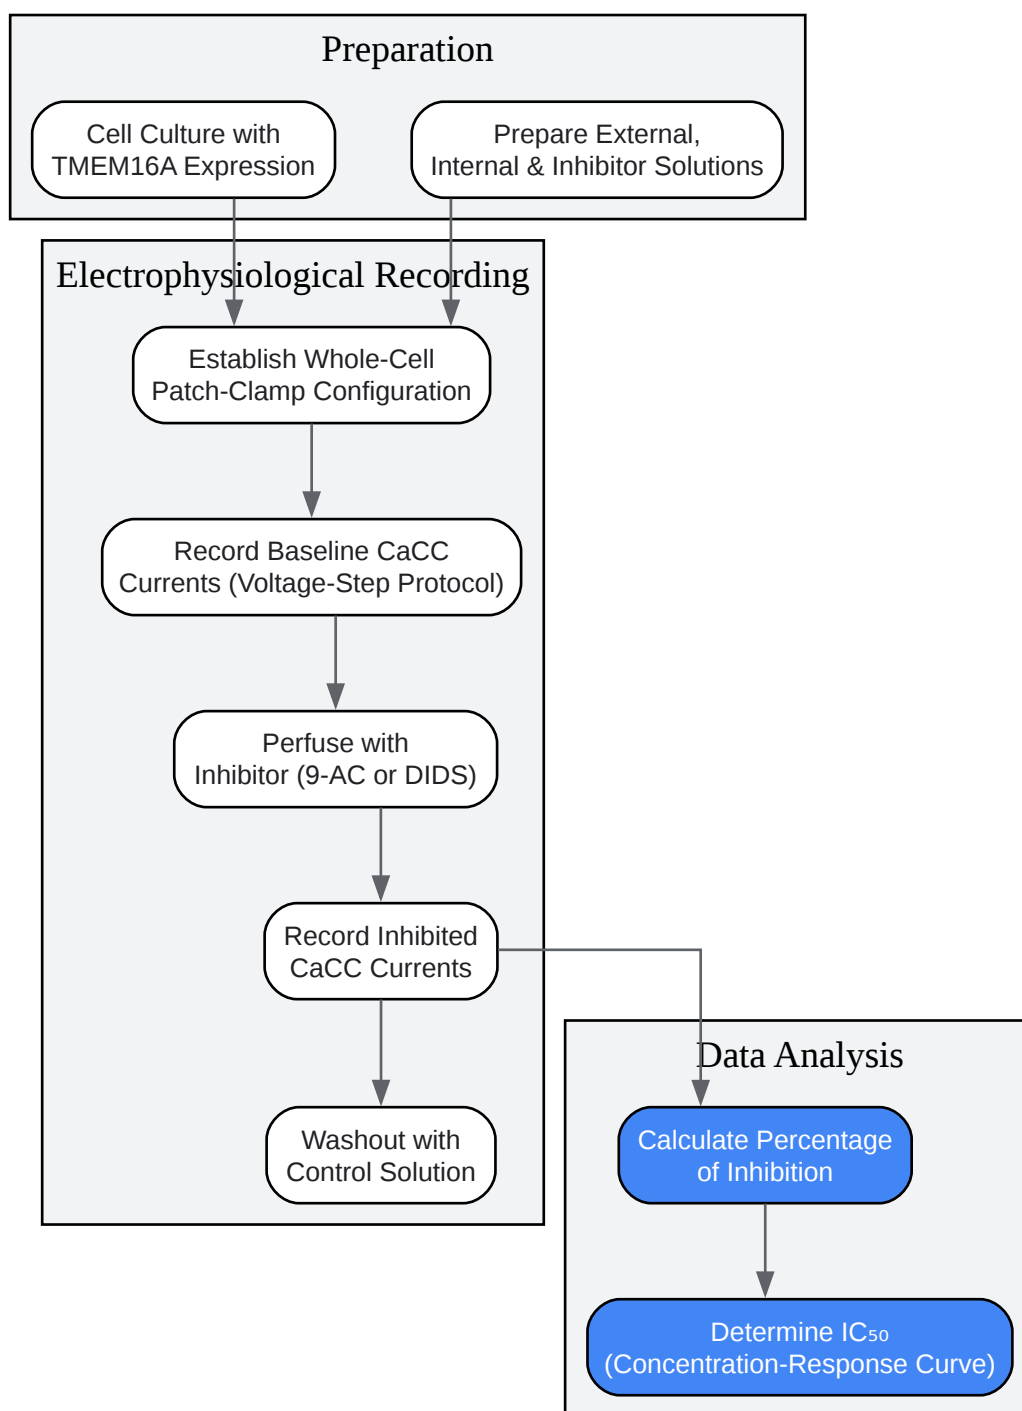 Preparation
Cell Culture with
TMEM16A Expression
Prepare External,
Internal & Inhibitor Solutions
Electrophysiological Recording
Establish Whole-Cell
Patch-Clamp Configuration
Record Baseline CaCC
Currents (Voltage-Step Protocol)
Perfuse with
Inhibitor (9-AC or DIDS)
Record Inhibited
CaCC Currents
Washout with
Control Solution
Data Analysis
Calculate Percentage
of Inhibition
Determine IC₅₀
(Concentration-Response Curve)